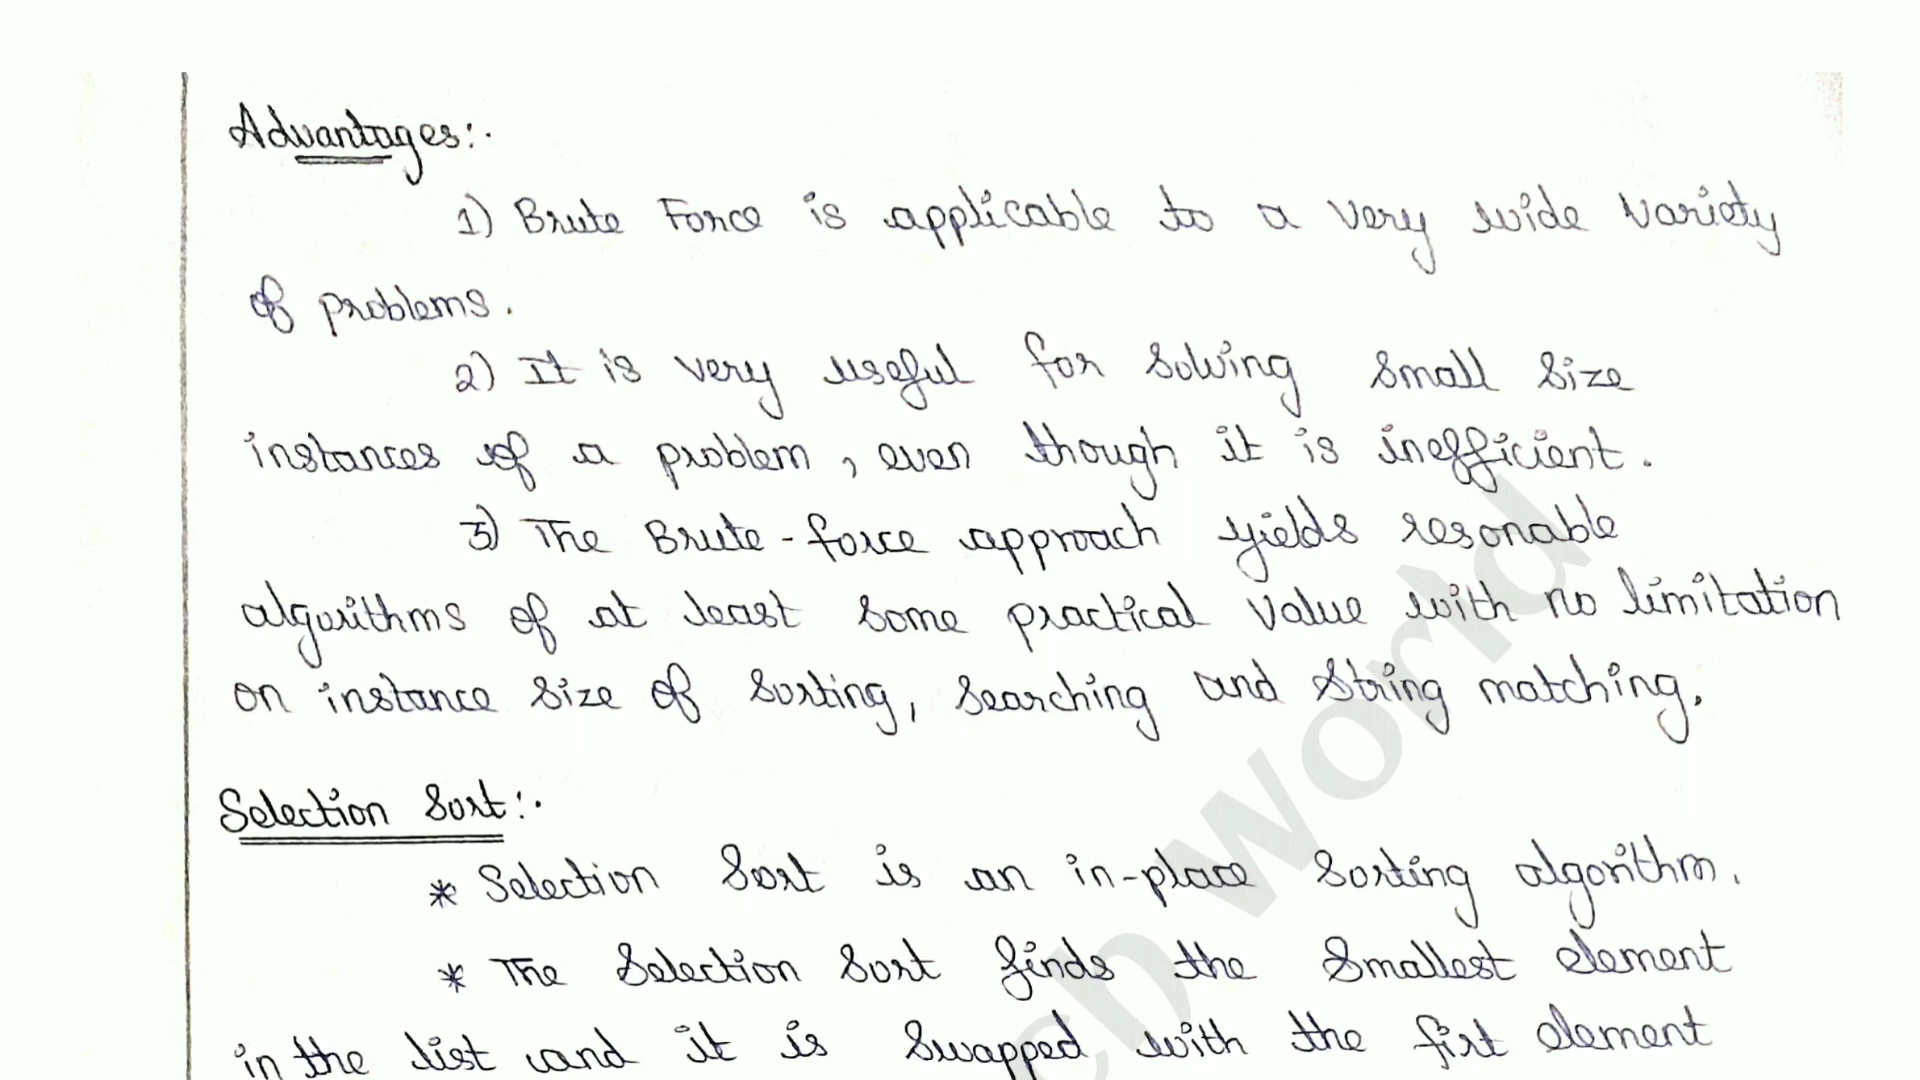 Advantages:-
1) Brute Force is applicable to a very wide variety
of problems.
2) It is very useful for solving small size
instances of a problem, even though it is inefficient.
3) The Brute-force approach yields resonable
algorithms of at least some practical value with no limitation
on instance size of sorting, searching and string matching.
Selection Sort:-
* Selection Sort is an in-place sorting algorithm.
* The Selection Sort finds the smallest element
in the list and it is swapped with the first element
world